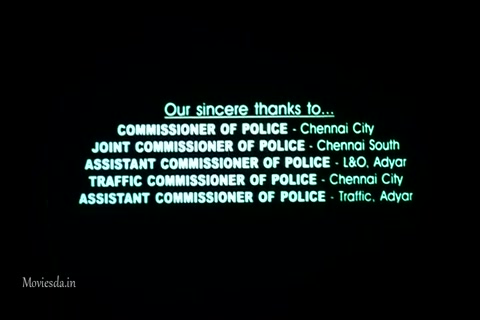 Our sincere thanks to...
COMMISSIONER OF POLICE - Chennai City
JOINT COMMISSIONER OF POLICE - Chennai South
ASSISTANT COMMISSIONER OF POLICE - L&O, Adyar
TRAFFIC COMMISSIONER OF POLICE - Chennai City
ASSISTANT COMMISSIONER OF POLICE - Traffic, Adyar
Moviesda.in